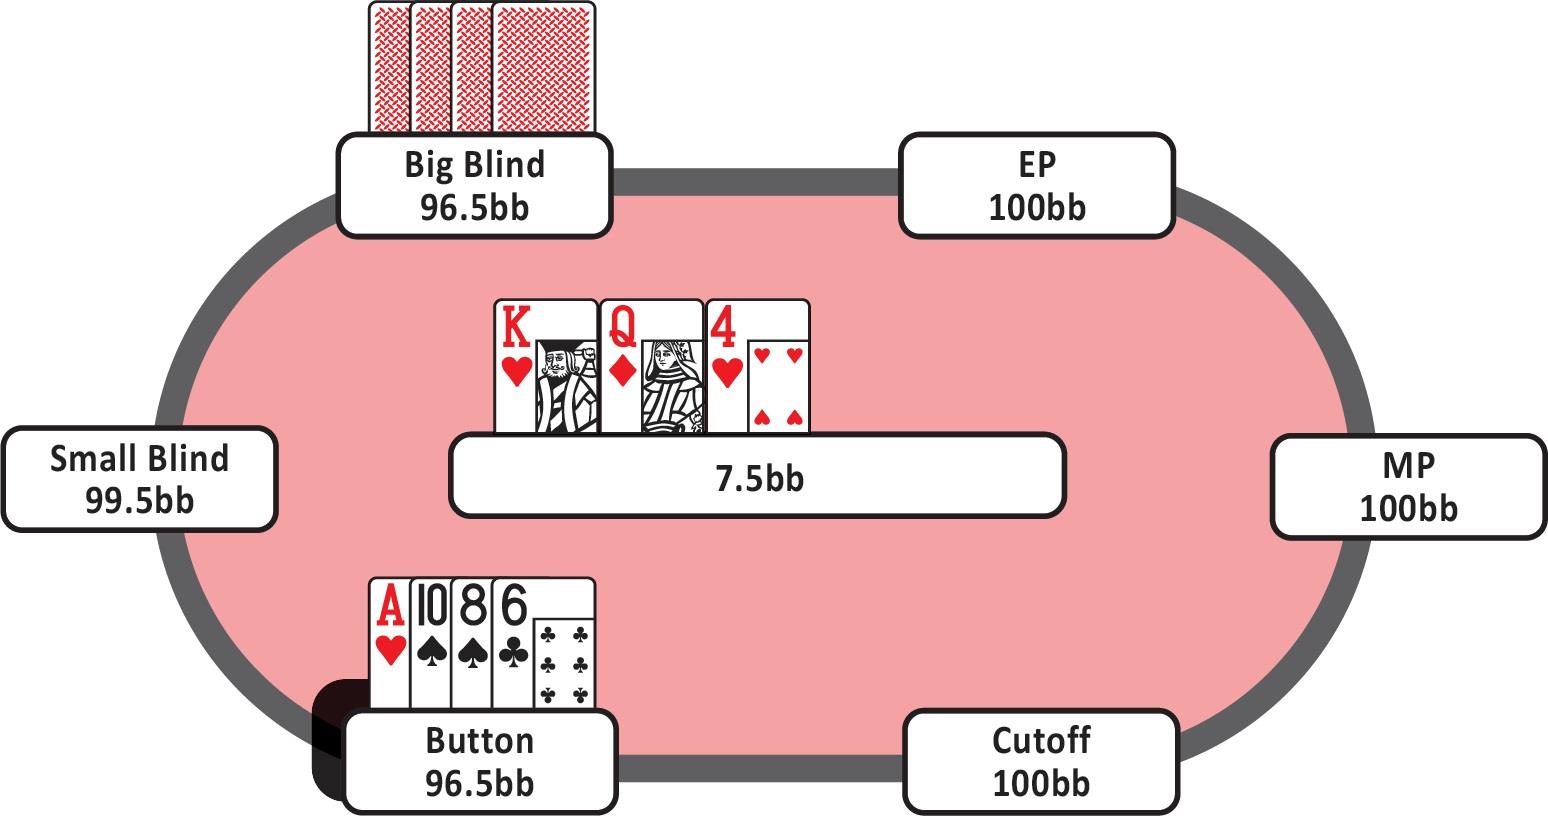 Big Blind
96.5bb
EP
100bb
K Q 4
Small Blind
99.5bb
7.5bb
MP
100bb
A 10 8 6
Button
96.5bb
Cutoff
100bb